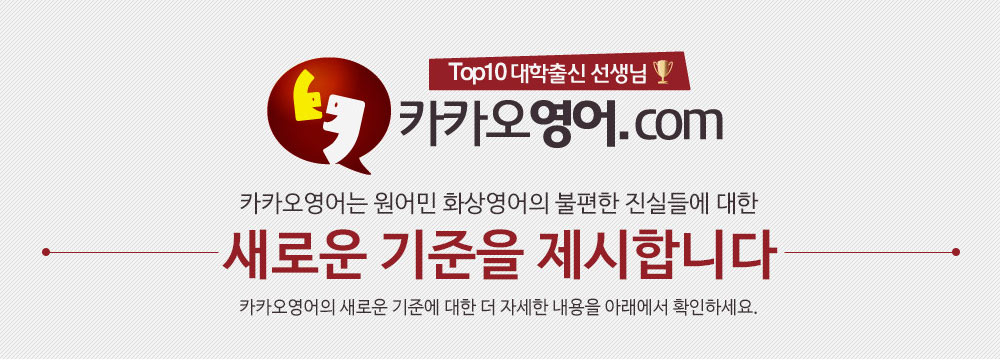 Top10 대학출신 선생님
카카오영어.com
카카오영어는 원어민 화상영어의 불편한 진실들에 대한
새로운 기준을 제시합니다
카카오영어의 새로운 기준에 대한 더 자세한 내용을 아래에서 확인하세요.